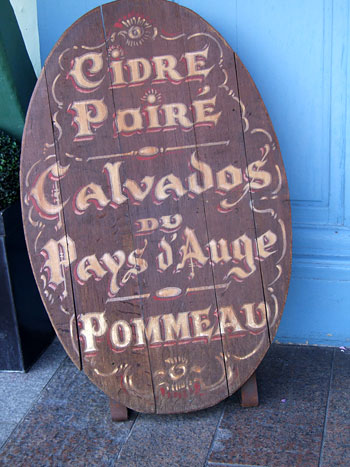 Cidre
Poiré
Calvados
du
Pays d'Auge
Pommeau